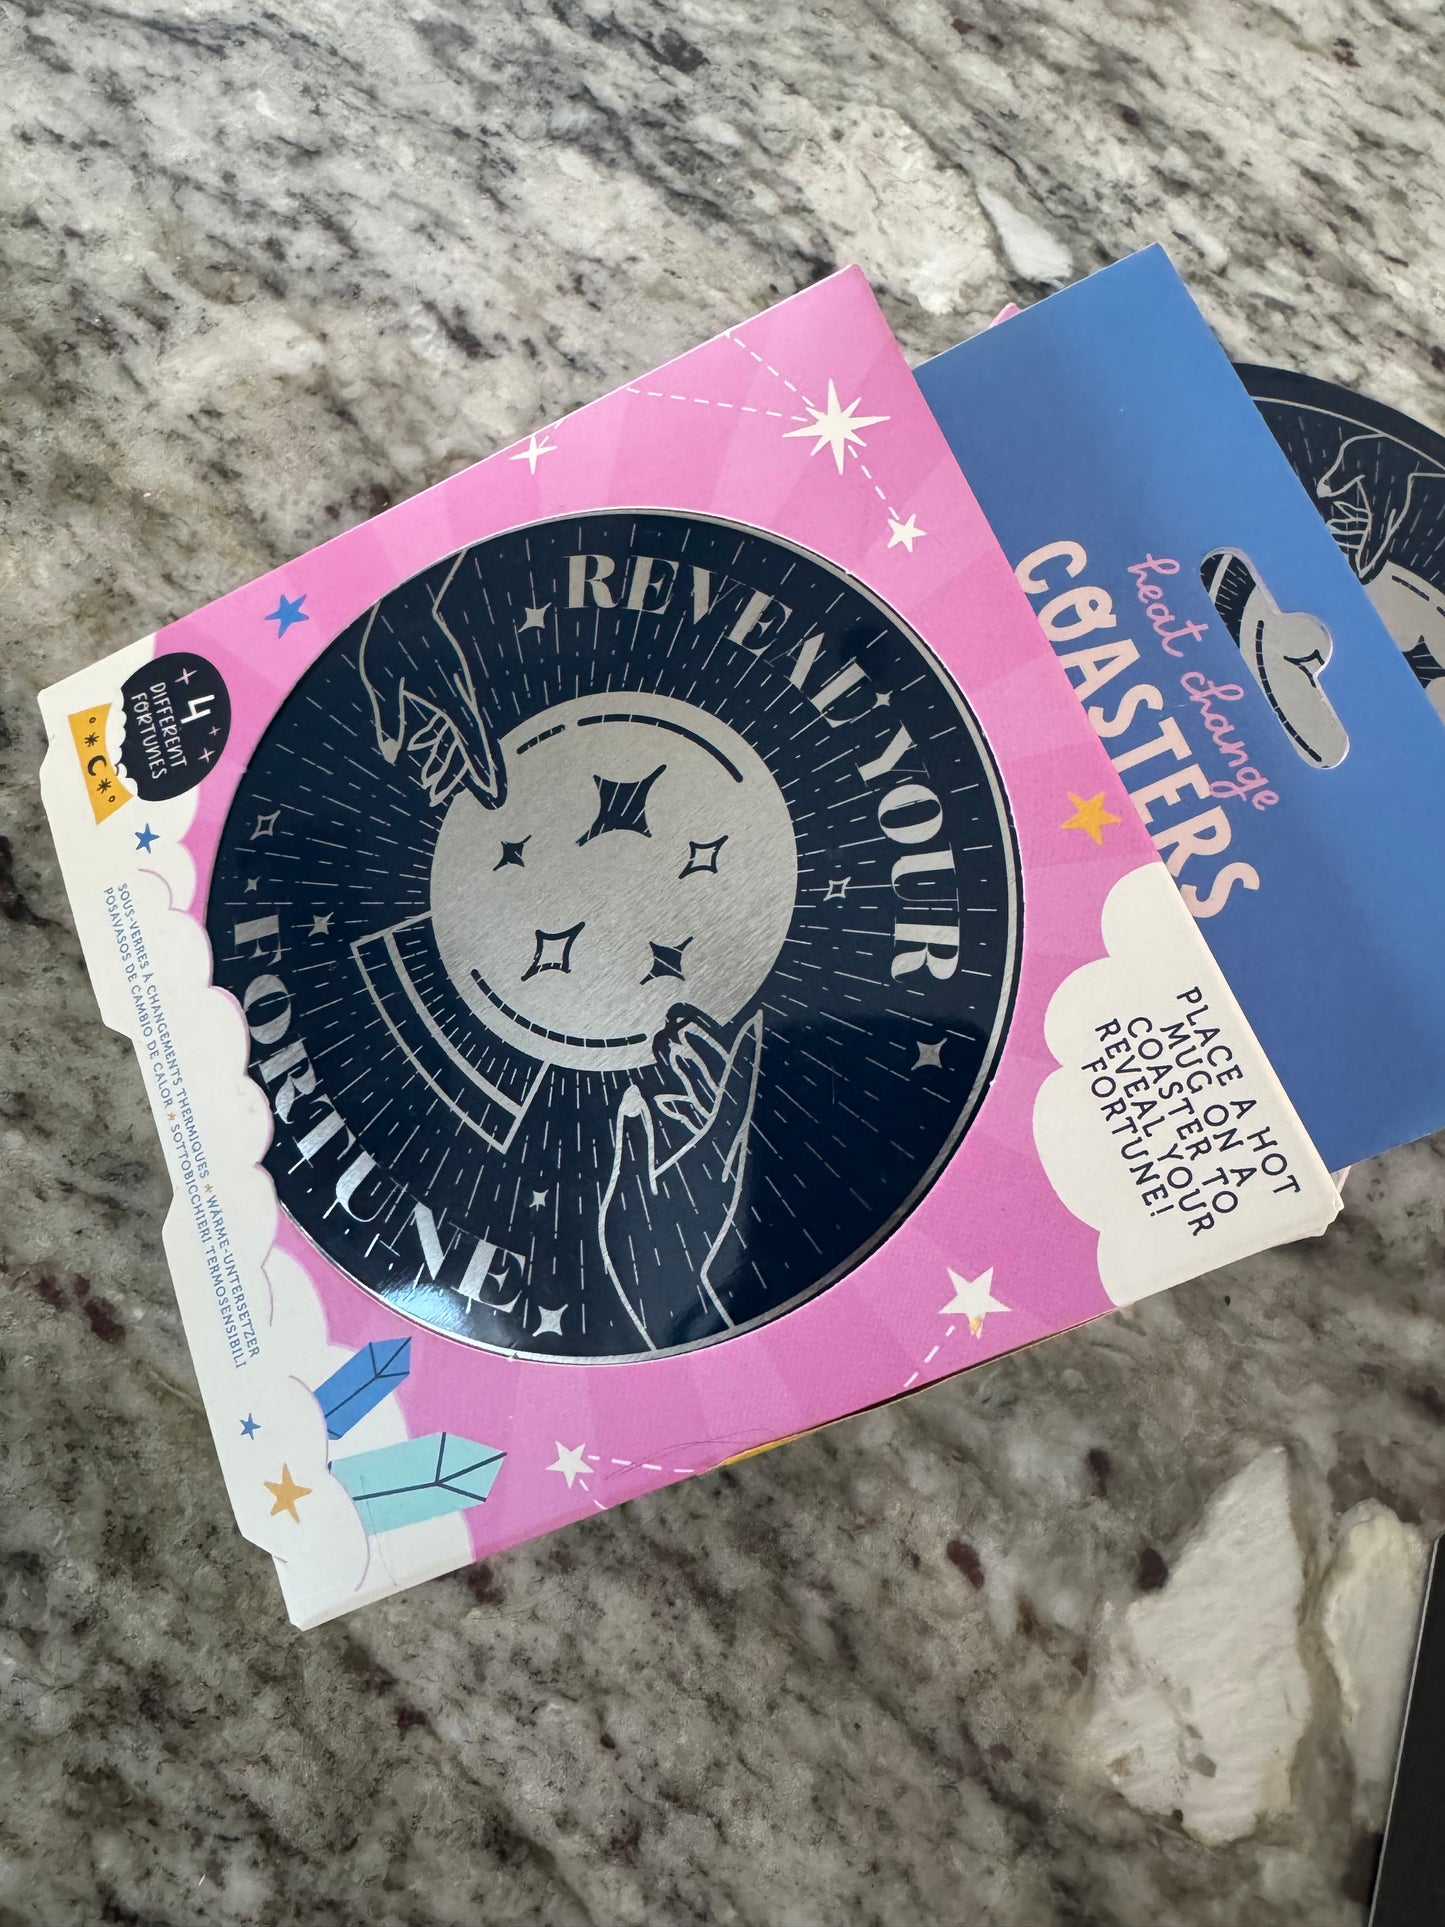 heat change
COASTERS
PLACE A HOT
MUG ON A
COASTER TO
REVEAL YOUR
FORTUNE!
REVEAL YOUR
FORTUNE
4
DIFFERENT
FORTUNES
SOUS-VERRES À CHANGEMENTS THERMIQUES ★ WÄRME-UNTERSETZER
POSAVASOS DE CAMBIO DE CALOR ★ SOTTOBICCHIERI TERMOSENSIBILI